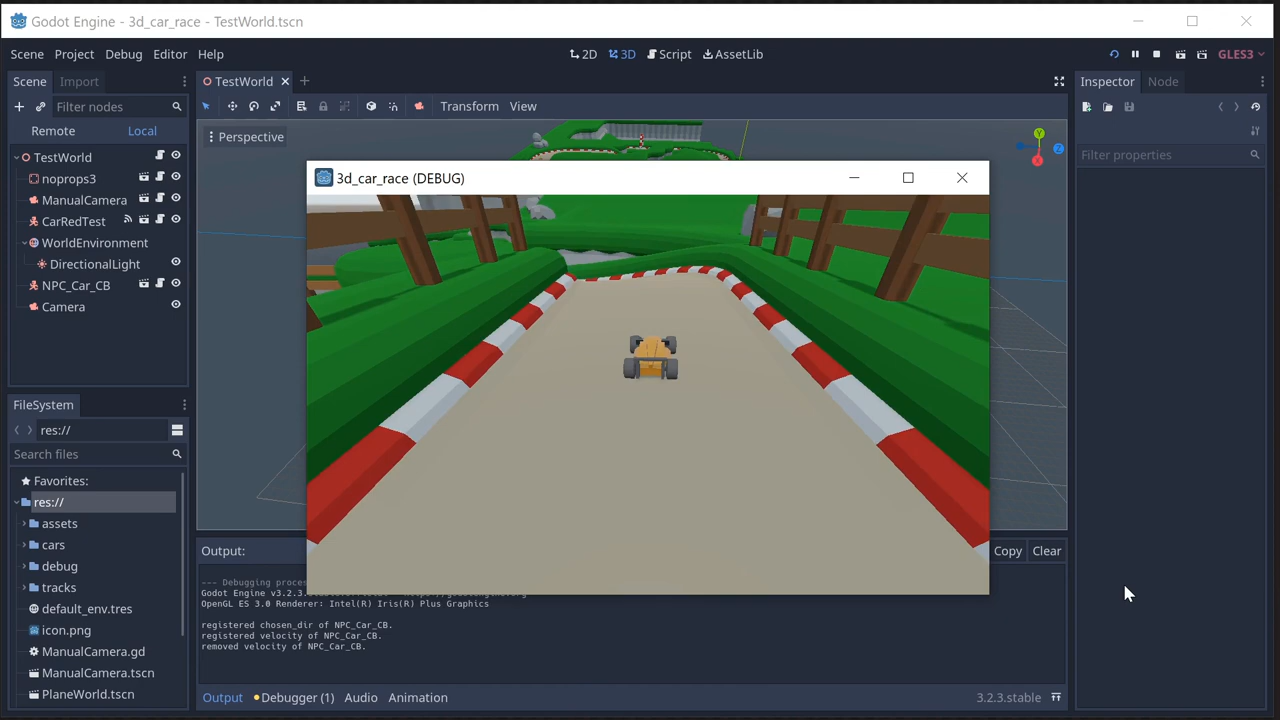 Godot Engine - 3d_car_race - TestWorld.tscn
Scene Project Debug Editor Help
2D 3D Script AssetLib
GLES3
Scene Import
TestWorld
Inspector Node
Filter nodes
Transform View
Remote Local
Perspective
Filter properties
TestWorld
noprops3
ManualCamera
CarRedTest
WorldEnvironment
DirectionalLight
NPC_Car_CB
Camera
3d_car_race (DEBUG)
FileSystem
res://
Search files
Favorites:
res://
assets
cars
debug
tracks
default_env.tres
icon.png
ManualCamera.gd
ManualCamera.tscn
PlaneWorld.tscn
Output:
Copy Clear
--- Debugging
OpenGL ES 3.0 Renderer: Intel(R) Iris(R) Plus Graphics
registered chosen_dir of NPC_Car_CB.
registered velocity of NPC_Car_CB.
removed velocity of NPC_Car_CB.
Output Debugger (1) Audio Animation
3.2.3.stable